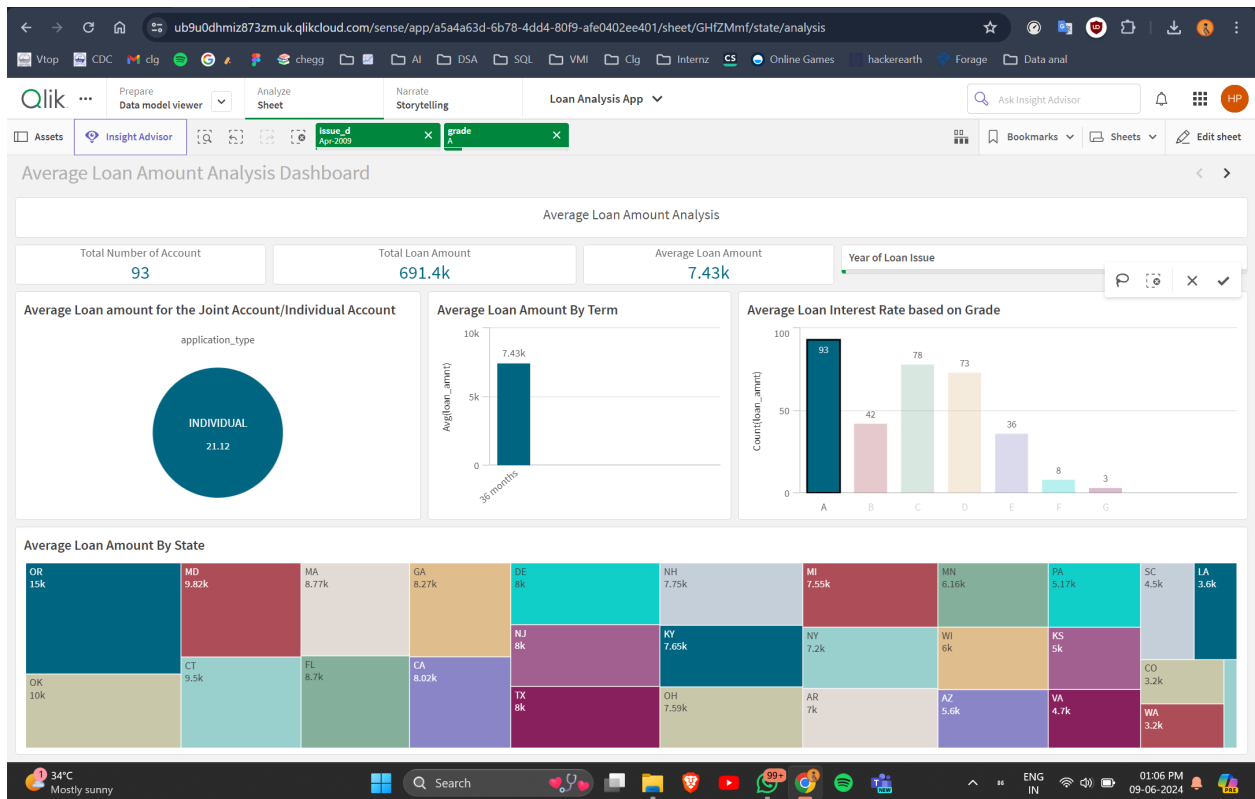 ub9u0dhmiz873zm.uk.qlikcloud.com/sense/app/a5a4a63d-6b78-4dd4-80f9-afe0402ee401/sheet/GHfZMmf/state/analysis
Vtop CDC clg chegg AI DSA SQL VMI Clg Internz CS Online Games hackerearth Forage Data anal
Qlik Prepare Analyze Narrate Loan Analysis App Ask Insight Advisor HP
Data model viewer Sheet Storytelling
Assets Insight Advisor issue_d grade Bookmarks Sheets Edit sheet
Apr-2009 A
Average Loan Amount Analysis Dashboard
Average Loan Amount Analysis
Total Number of Account Total Loan Amount Average Loan Amount Year of Loan Issue
93 691.4k 7.43k
Average Loan amount for the Joint Account/Individual Account
application_type
INDIVIDUAL
21.12
Average Loan Amount By Term
Avg(loan_amnt)
10k
7.43k
5k
0
36 months
Average Loan Interest Rate based on Grade
Count(loan_amnt)
100
50
0
93 42 78 73 36 8 3
A B C D E F G
Average Loan Amount By State
OR
15k
OK
10k
MD
9.82k
CT
9.5k
MA
8.77k
FL
8.7k
GA
8.27k
CA
8.02k
DE
8k
NJ
8k
TX
8k
NH
7.75k
KY
7.65k
OH
7.59k
MI
7.55k
NY
7.2k
AR
7k
MN
6.16k
WI
6k
AZ
5.6k
PA
5.17k
KS
5k
VA
4.7k
SC
4.5k
LA
3.6k
CO
3.2k
WA
3.2k
1 34°C Search 99+ NEW ENG 01:06 PM
Mostly sunny IN 09-06-2024 PRE